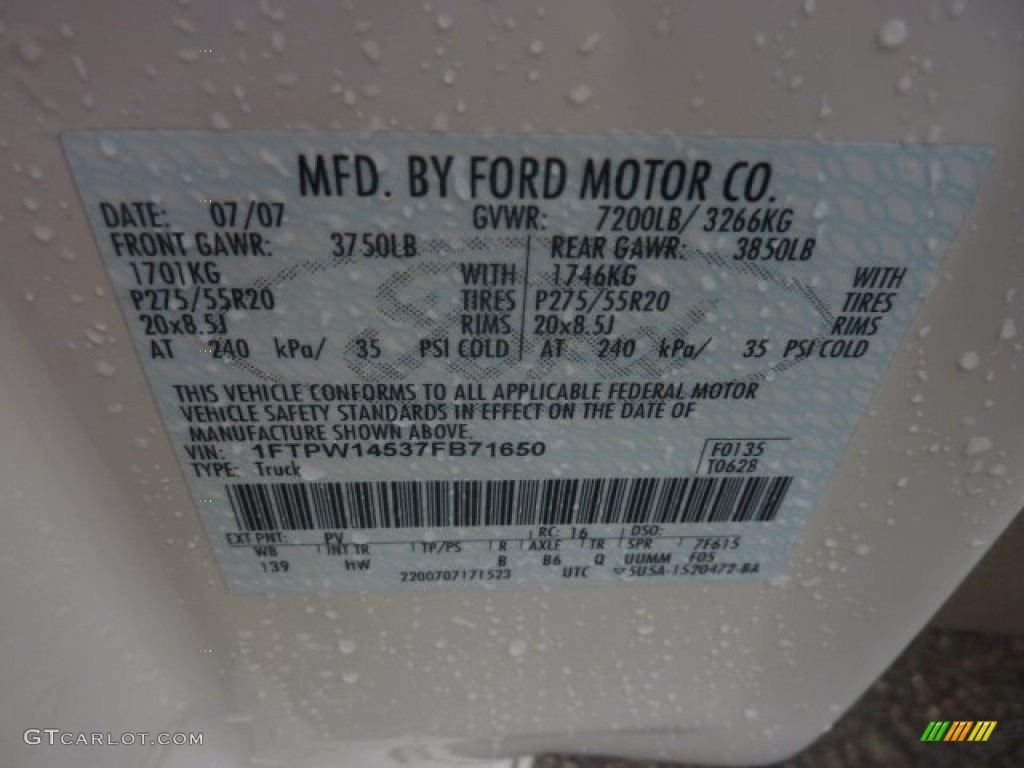 MFD. BY FORD MOTOR CO.
DATE: 07/07 GVWR: 7200LB/ 3266KG
FRONT GAWR: 3750LB REAR GAWR: 3850LB
1701KG WITH 1746KG WITH
P275/55R20 TIRES P275/55R20 TIRES
20x8.5J RIMS 20x8.5J RIMS
AT 240 kPa/ 35 PSI COLD AT 240 kPa/ 35 PSI COLD
THIS VEHICLE CONFORMS TO ALL APPLICABLE FEDERAL MOTOR
VEHICLE SAFETY STANDARDS IN EFFECT ON THE DATE OF
MANUFACTURE SHOWN ABOVE.
VIN: 1FTPW14537FB71650 F0135
TYPE: Truck T0628
EXT PNT: PV RC: 16 DSO:
WB INT TR TP/PS R AXLE TR SPR 7F615
139 HW B B6 Q UUMM F05
2200707171523 UTC ▽5U5A-1520472-BA
GTCARLOT.COM